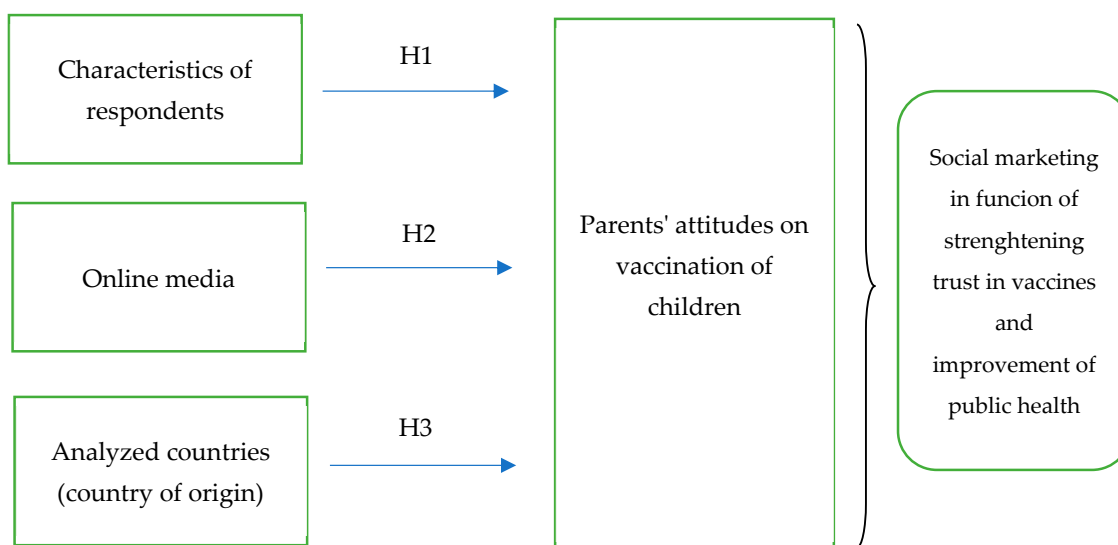 Characteristics of
respondents
H1
Online media
H2
Analyzed countries
(country of origin)
H3
Parents' attitudes on
vaccination of
children
Social marketing
in funcion of
strenghtening
trust in vaccines
and
improvement of
public health